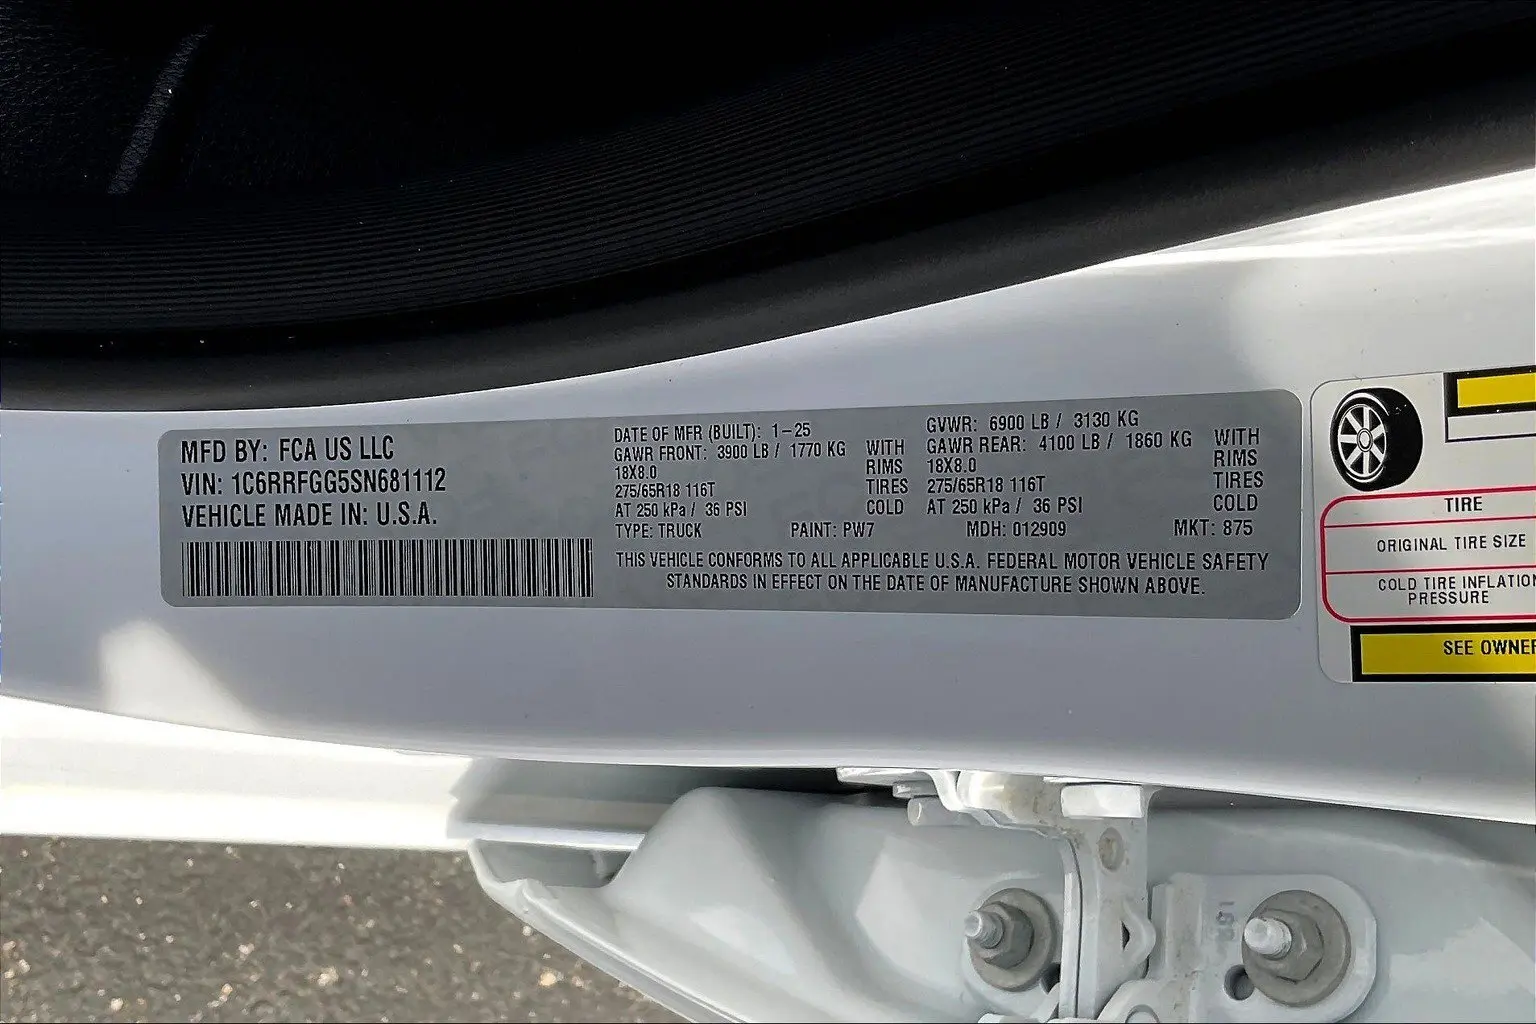 MFD BY: FCA US LLC
VIN: 1C6RRFGG5SN681112
VEHICLE MADE IN: U.S.A.
DATE OF MFR (BUILT): 1-25
GAWR FRONT: 3900 LB / 1770 KG WITH
18X8.0 RIMS
275/65R18 116T TIRES
AT 250 kPa / 36 PSI COLD
GVWR: 6900 LB / 3130 KG
GAWR REAR: 4100 LB / 1860 KG WITH
18X8.0 RIMS
275/65R18 116T TIRES
AT 250 kPa / 36 PSI COLD
TYPE: TRUCK PAINT: PW7 MDH: 012909 MKT: 875
THIS VEHICLE CONFORMS TO ALL APPLICABLE U.S.A. FEDERAL MOTOR VEHICLE SAFETY
STANDARDS IN EFFECT ON THE DATE OF MANUFACTURE SHOWN ABOVE.
TIRE
ORIGINAL TIRE SIZE
COLD TIRE INFLATION
PRESSURE
SEE OWNER